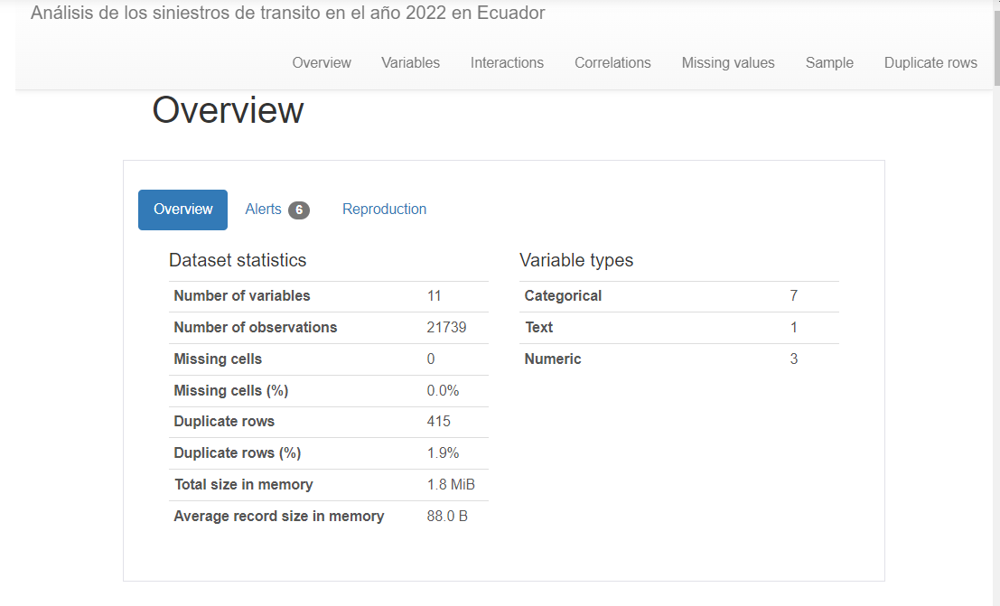 Análisis de los siniestros de transito en el año 2022 en Ecuador
Overview Variables Interactions Correlations Missing values Sample Duplicate rows
Overview
Overview Alerts 6 Reproduction
Dataset statistics
Number of variables 11
Number of observations 21739
Missing cells 0
Missing cells (%) 0.0%
Duplicate rows 415
Duplicate rows (%) 1.9%
Total size in memory 1.8 MiB
Average record size in memory 88.0 B
Variable types
Categorical 7
Text 1
Numeric 3